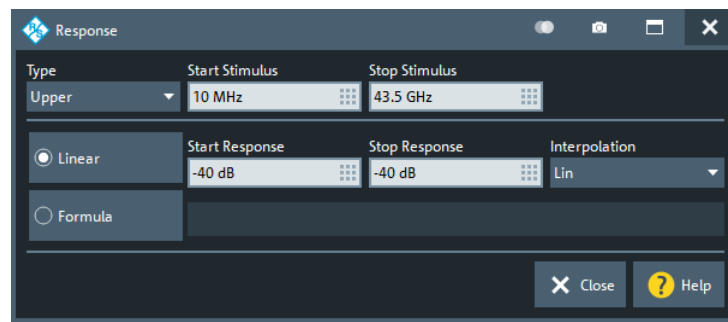 R&S Response
Type Start Stimulus Stop Stimulus
Upper 10 MHz 43.5 GHz
Linear Start Response Stop Response Interpolation
-40 dB -40 dB Lin
Formula
Close ? Help